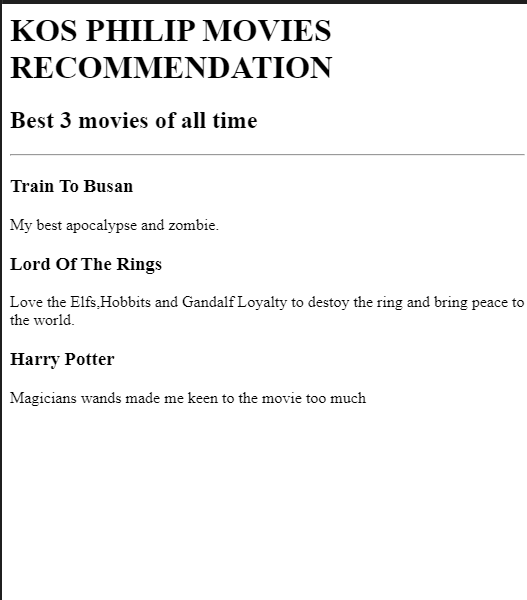 KOS PHILIP MOVIES
RECOMMENDATION
Best 3 movies of all time
Train To Busan
My best apocalypse and zombie.
Lord Of The Rings
Love the Elfs,Hobbits and Gandalf Loyalty to destoy the ring and bring peace to
the world.
Harry Potter
Magicians wands made me keen to the movie too much